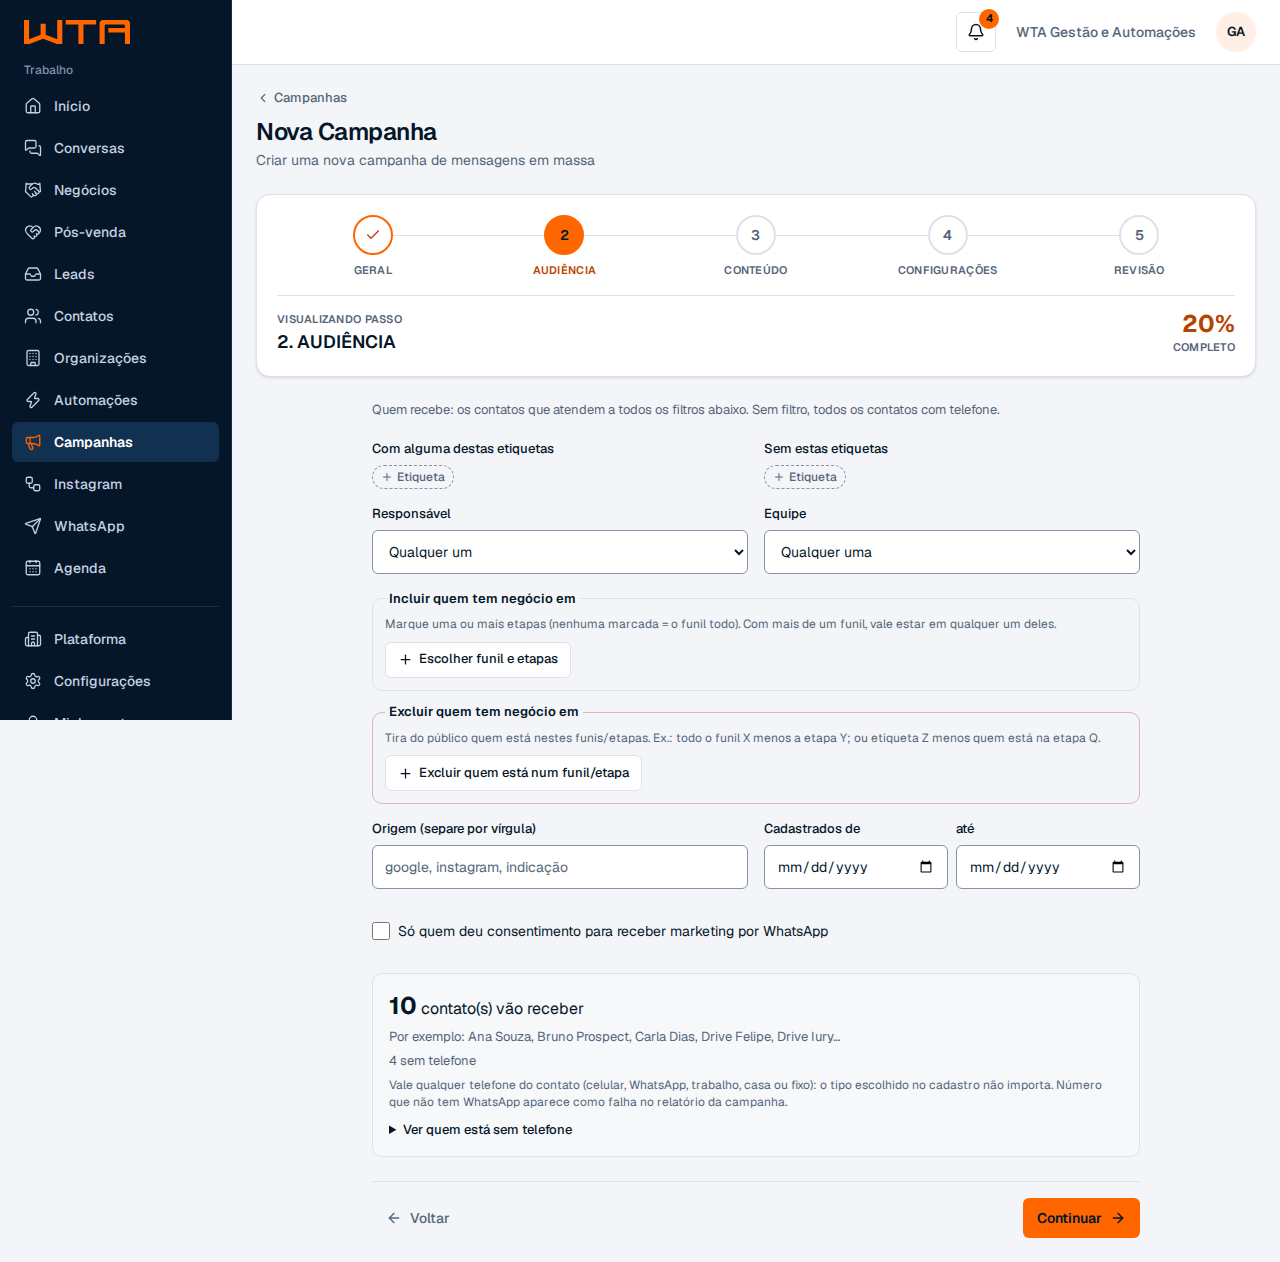 WTA
Trabalho
Início
Conversas
Negócios
Pós-venda
Leads
Contatos
Organizações
Automações
Campanhas
Instagram
WhatsApp
Agenda
Plataforma
Configurações
4
WTA Gestão e Automações
GA
Campanhas
Nova Campanha
Criar uma nova campanha de mensagens em massa
2
3
4
5
GERAL
AUDIÊNCIA
CONTEÚDO
CONFIGURAÇÕES
REVISÃO
VISUALIZANDO PASSO
2. AUDIÊNCIA
20%
COMPLETO
Quem recebe: os contatos que atendem a todos os filtros abaixo. Sem filtro, todos os contatos com telefone.
Com alguma destas etiquetas
Sem estas etiquetas
+ Etiqueta
+ Etiqueta
Responsável
Equipe
Qualquer um
Qualquer uma
Incluir quem tem negócio em
Marque uma ou mais etapas (nenhuma marcada = o funil todo). Com mais de um funil, vale estar em qualquer um deles.
+ Escolher funil e etapas
Excluir quem tem negócio em
Tira do público quem está nestes funis/etapas. Ex.: todo o funil X menos a etapa Y; ou etiqueta Z menos quem está na etapa Q.
+ Excluir quem está num funil/etapa
Origem (separe por vírgula)
Cadastrados de
até
google, instagram, indicação
mm/dd/yyyy
mm/dd/yyyy
Só quem deu consentimento para receber marketing por WhatsApp
10 contato(s) vão receber
Por exemplo: Ana Souza, Bruno Prospect, Carla Dias, Drive Felipe, Drive Iury...
4 sem telefone
Vale qualquer telefone do contato (celular, WhatsApp, trabalho, casa ou fixo): o tipo escolhido no cadastro não importa. Número
que não tem WhatsApp aparece como falha no relatório da campanha.
Ver quem está sem telefone
Voltar
Continuar